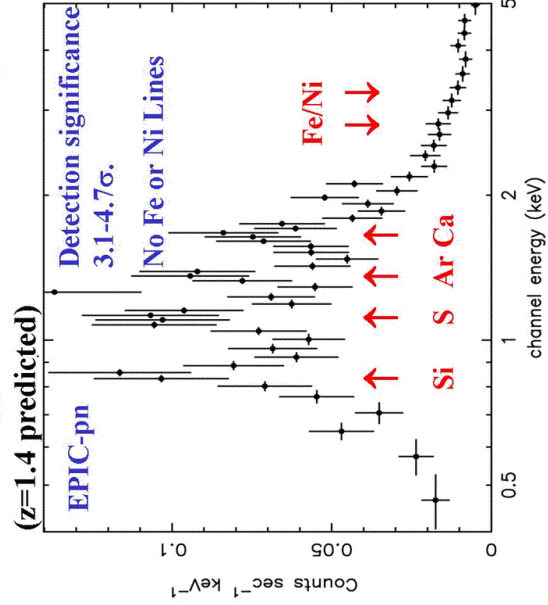 (z=1.4 predicted)
EPIC-pn
Detection significance
3.1-4.7σ.
No Fe or Ni Lines
Fe/Ni
Si
S
Ar
Ca
Counts sec⁻¹ keV⁻¹
0
0.05
0.1
0.5
1
2
5
channel energy (keV)